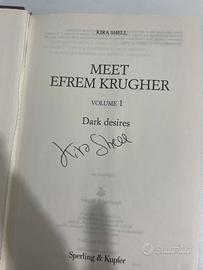 KIRA SHELL
MEET
EFREM KRUGHER
VOLUME 1
Dark desires
Kira Shell
Sperling & Kupfer